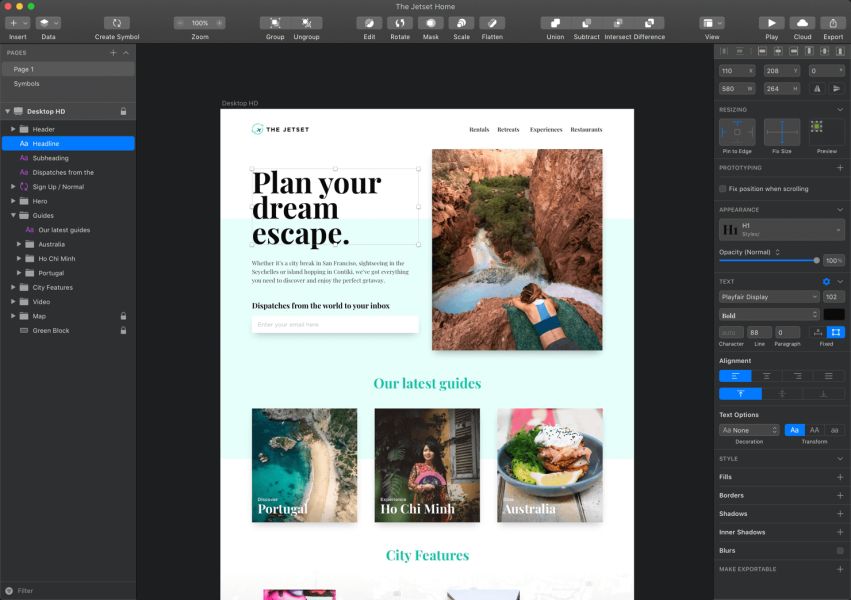 The Jetset Home
Insert
Data
Create Symbol
100%
Zoom
Group
Ungroup
Edit
Rotate
Mask
Scale
Flatten
Union
Subtract
Intersect
Difference
View
Play
Cloud
Export
PAGES
Page 1
Symbols
Desktop HD
Header
Aa Headline
Aa Subheading
Aa Dispatches from the
Sign Up / Normal
Hero
Guides
Aa Our latest guides
Australia
Ho Chi Minh
Portugal
City Features
Video
Map
Green Block
Filter
Desktop HD
THE JETSET
Rentals Retreats Experiences Restaurants
Plan your
dream
escape.
Whether it's a city break in San Franciso, sightseeing in the
Seychelles or island hopping in Contiki, we've got everything
you need to discover and enjoy the perfect getaway.
Dispatches from the world to your inbox
Enter your email here
Our latest guides
Discover
Portugal
Experience
Ho Chi Minh
Australia
City Features
110 X 208 Y 0 °
580 W 264 H
RESIZING
Pin to Edge Fix Size Preview
PROTOTYPING
Fix position when scrolling
APPEARANCE
H1 H1
Styles/
Opacity (Normal)
100%
TEXT
Playfair Display 102
Bold
auto 88 0
Character Line Paragraph Fixed
Alignment
Text Options
Aa None Aa AA aa
Decoration Transform
STYLE
Fills
Borders
Shadows
Inner Shadows
Blurs
MAKE EXPORTABLE